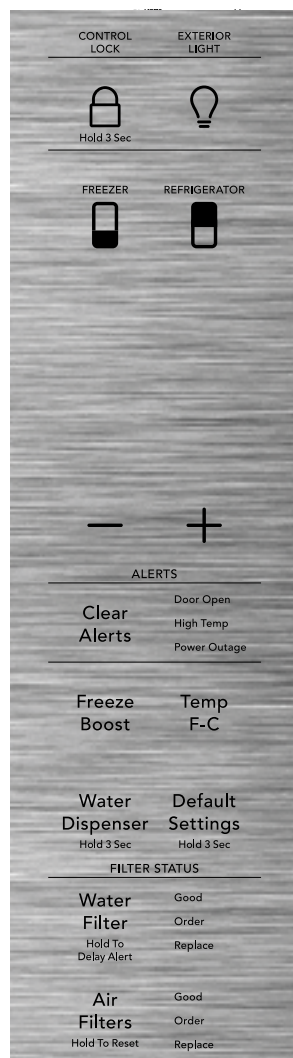 CONTROL LOCK
EXTERIOR LIGHT
Hold 3 Sec
FREEZER
REFRIGERATOR
ALERTS
Clear
Alerts
Door Open
High Temp
Power Outage
Freeze
Boost
Temp
F-C
Water
Dispenser
Hold 3 Sec
Default
Settings
Hold 3 Sec
FILTER STATUS
Water
Filter
Hold To
Delay Alert
Good
Order
Replace
Air
Filters
Hold To Reset
Good
Order
Replace